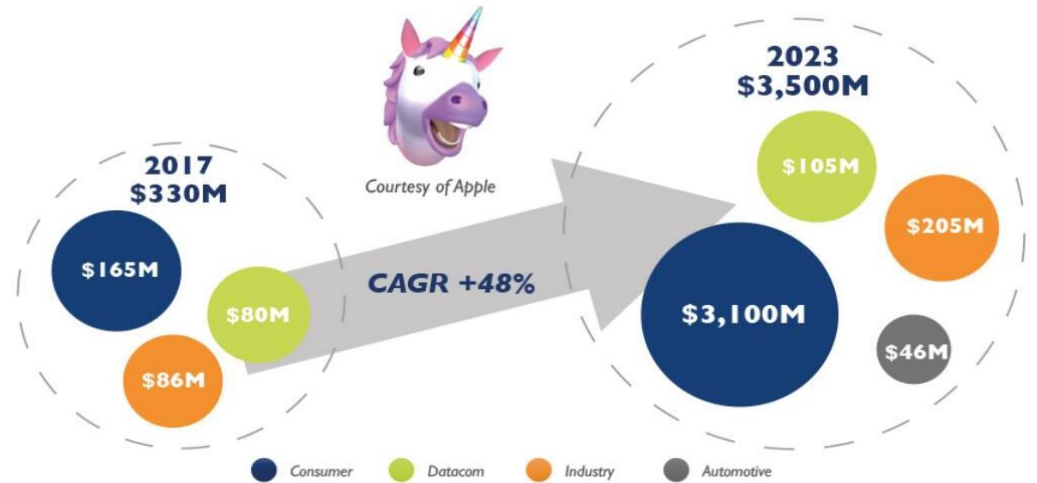 2017
$330M
$165M
$80M
$86M
Courtesy of Apple
CAGR +48%
2023
$3,500M
$105M
$205M
$3,100M
$46M
Consumer
Datacom
Industry
Automotive